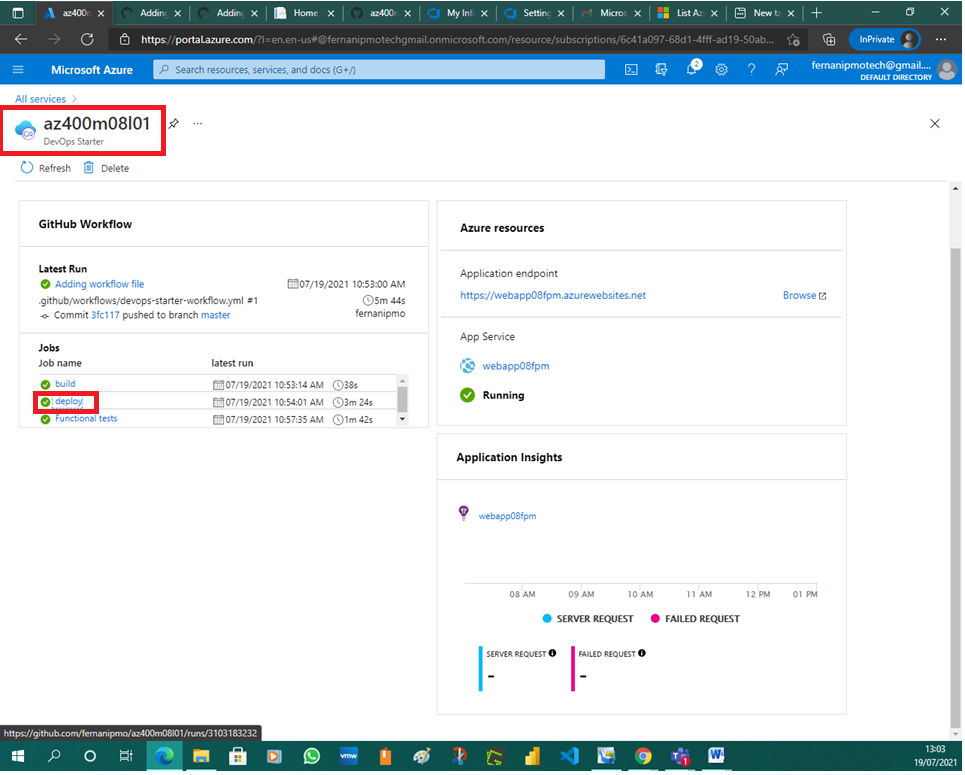 az400m
Adding
Adding
Home
az400m
My Inf
Setting
Micros
List Az
New ta
https://portal.azure.com/?l=en.en-us#@fernanipmotechgmail.onmicrosoft.com/resource/subscriptions/6c41a097-68d1-4fff-ad19-50ab...
InPrivate
Microsoft Azure
Search resources, services, and docs (G+/)
2
fernanipmotech@gmail....
DEFAULT DIRECTORY
All services >
az400m08l01
DevOps Starter
Refresh Delete
GitHub Workflow
Latest Run
Adding workflow file 07/19/2021 10:53:00 AM
.github/workflows/devops-starter-workflow.yml #1 5m 44s
Commit 3fc117 pushed to branch master fernanipmo
Jobs
Job name latest run
build 07/19/2021 10:53:14 AM 38s
deploy 07/19/2021 10:54:01 AM 3m 24s
Functional tests 07/19/2021 10:57:35 AM 1m 42s
Azure resources
Application endpoint
https://webapp08fpm.azurewebsites.net Browse
App Service
webapp08fpm
Running
Application Insights
webapp08fpm
08 AM 09 AM 10 AM 11 AM 12 PM 01 PM
SERVER REQUEST FAILED REQUEST
SERVER REQUEST FAILED REQUEST
- -
https://github.com/fernanipmo/az400m08l01/runs/3103183232
vmw
13:03
19/07/2021